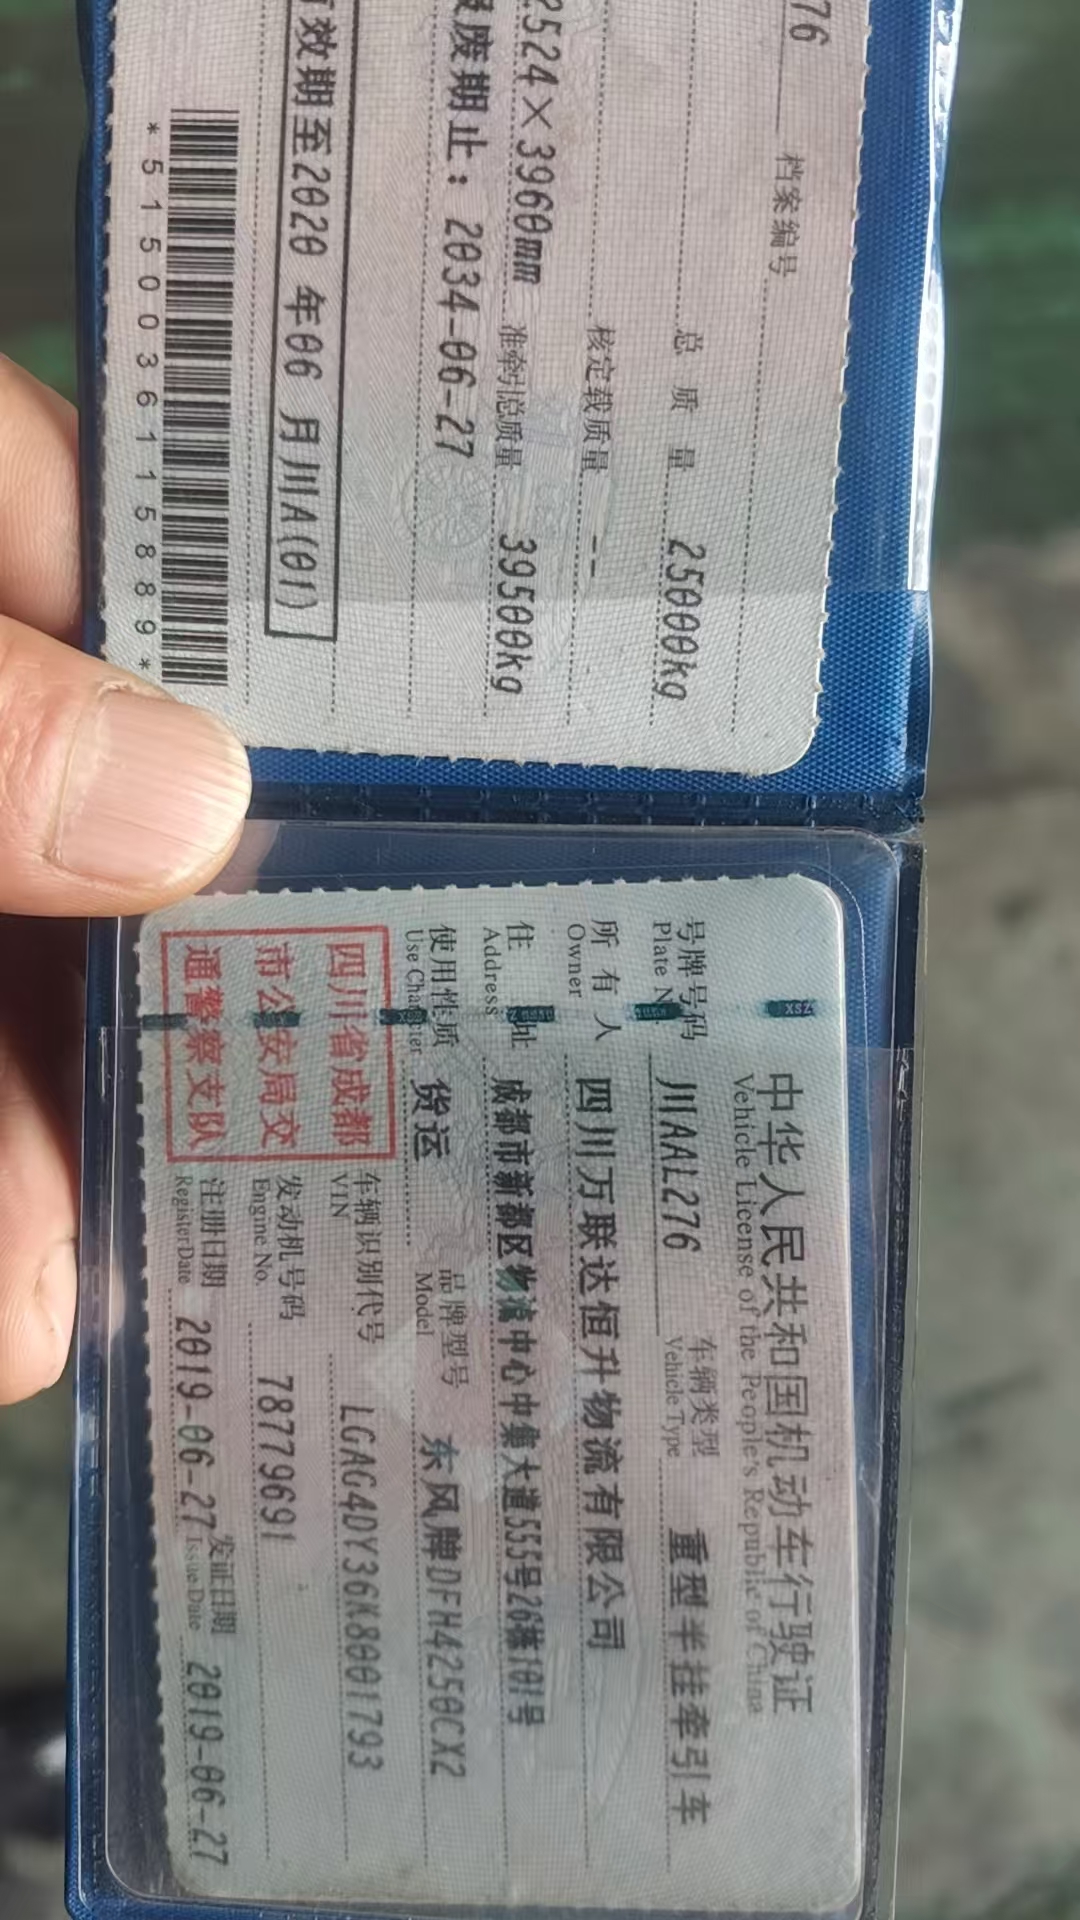 中华人民共和国机动车行驶证
Vehicle License of the People's Republic of China
号牌号码 川AAL276 车辆类型 重型半挂牵引车
Plate N Vehicle Type
所有人 四川万联达恒升物流有限公司
Owner
住 址 成都市新都区物流中心中集大道555号26栋101号
Address
使用性质 货运 品牌型号 东风牌DFH4250CX2
Use Character Model
四川省成都
市公安局交
通警察支队
车辆识别代号 LGAG4DY36K8001793
VIN
发动机号码 78779691
Engine No.
注册日期 2019-06-27 发证日期 2019-06-27
Register Date Issue Date
76 档案编号
总质量 25000kg
核定载质量 --
2524×3960mm 准牵引总质量 39500kg
废期止：2034-06-27
效期至2020年06月川A(01)
*5150036115889*